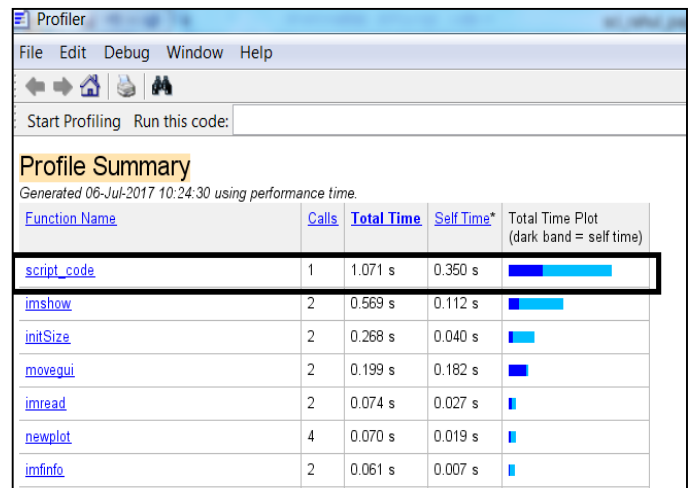 Profiler
File Edit Debug Window Help
Start Profiling Run this code:
Profile Summary
Generated 06-Jul-2017 10:24:30 using performance time.
Function Name Calls Total Time Self Time* Total Time Plot
(dark band = self time)
script_code 1 1.071 s 0.350 s
imshow 2 0.569 s 0.112 s
initSize 2 0.268 s 0.040 s
movegui 2 0.199 s 0.182 s
imread 2 0.074 s 0.027 s
newplot 4 0.070 s 0.019 s
imfinfo 2 0.061 s 0.007 s